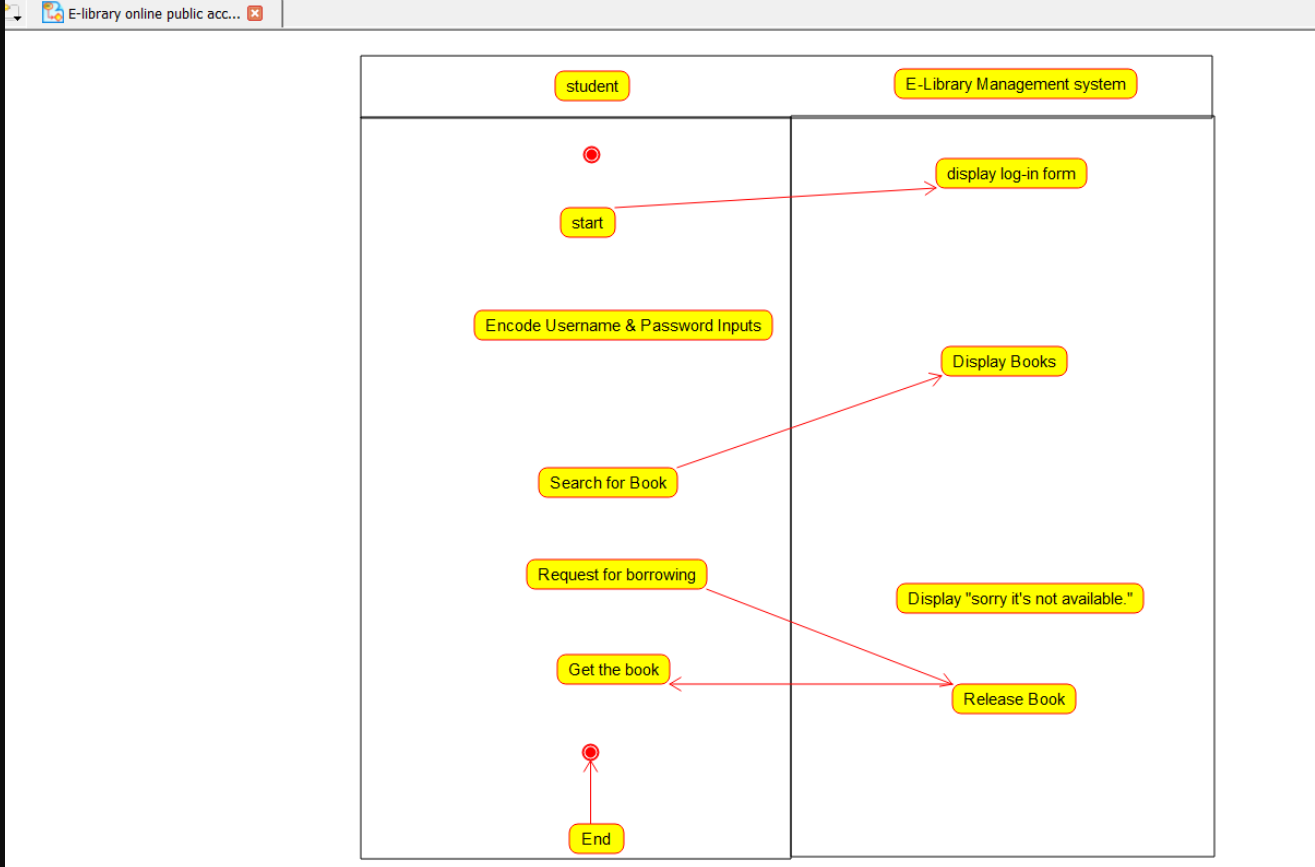 E-library online public acc...
student
E-Library Management system
display log-in form
start
Encode Username & Password Inputs
Display Books
Search for Book
Request for borrowing
Display "sorry it's not available."
Get the book
Release Book
End